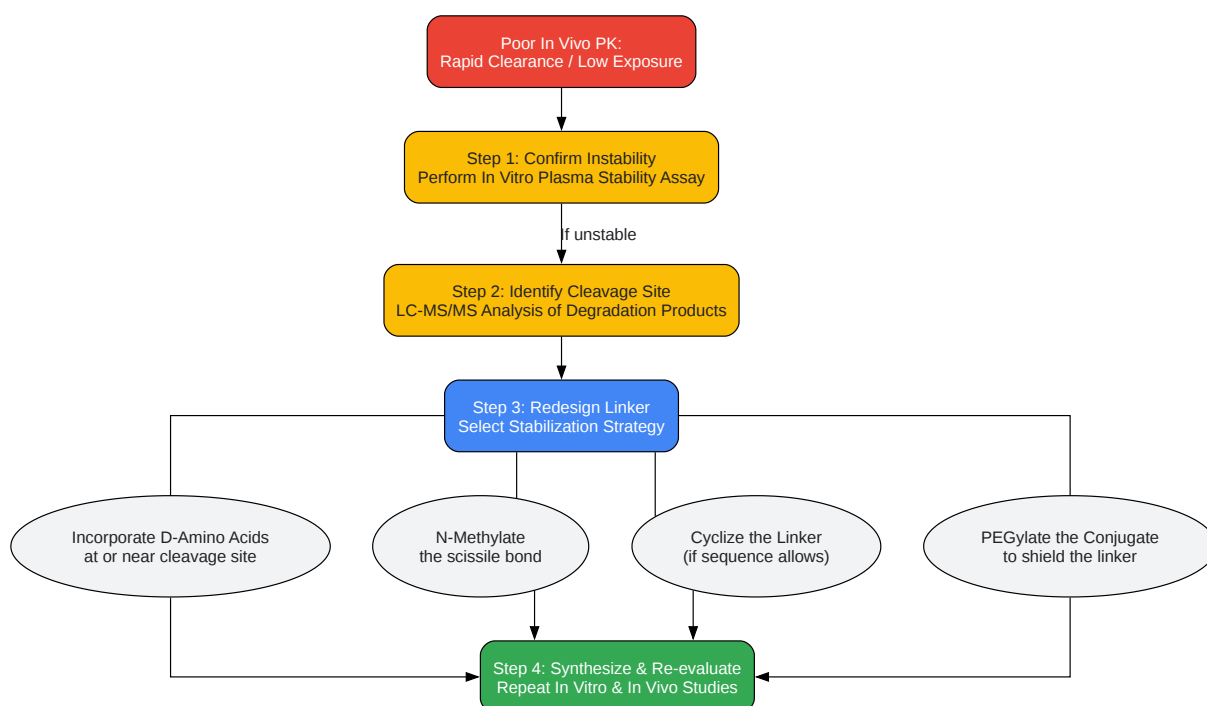 Poor In Vivo PK:
Rapid Clearance / Low Exposure
Step 1: Confirm Instability
Perform In Vitro Plasma Stability Assay
If unstable
Step 2: Identify Cleavage Site
LC-MS/MS Analysis of Degradation Products
Step 3: Redesign Linker
Select Stabilization Strategy
Incorporate D-Amino Acids
at or near cleavage site
N-Methylate
the scissile bond
Cyclize the Linker
(if sequence allows)
PEGylate the Conjugate
to shield the linker
Step 4: Synthesize & Re-evaluate
Repeat In Vitro & In Vivo Studies